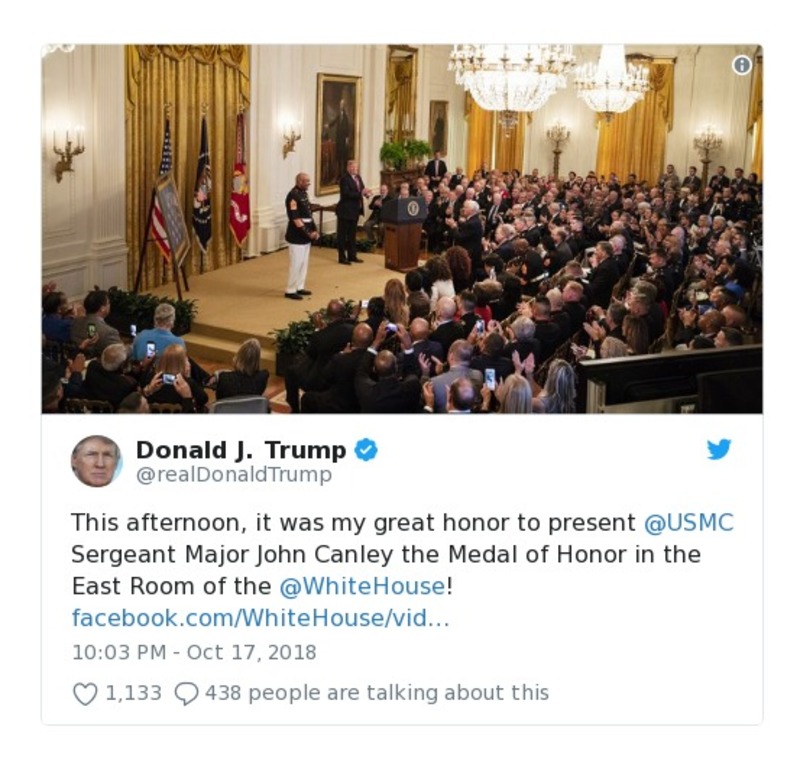 Donald J. Trump
@realDonaldTrump
This afternoon, it was my great honor to present @USMC
Sergeant Major John Canley the Medal of Honor in the
East Room of the @WhiteHouse!
facebook.com/WhiteHouse/vid...
10:03 PM - Oct 17, 2018
1,133 438 people are talking about this